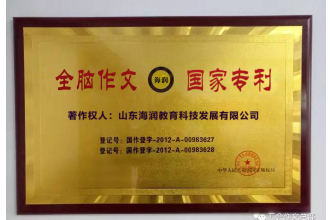 全脑作文 海润 国家专利
著作权人：山东海润教育科技发展有限公司
登记号：国作登字-2012-A-00983627
登记号：国作登字-2012-A-00983628